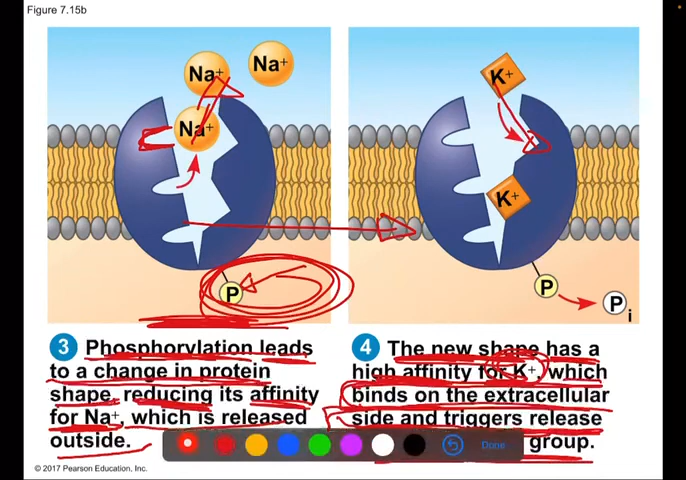 Figure 7.15b
Na+
Na+
Na+
P
K+
K+
P
P i
3 Phosphorylation leads
to a change in protein
shape, reducing its affinity
for Na+, which is released
outside.
4 The new shape has a
high affinity for K+, which
binds on the extracellular
side and triggers release
group.
Done
© 2017 Pearson Education, Inc.